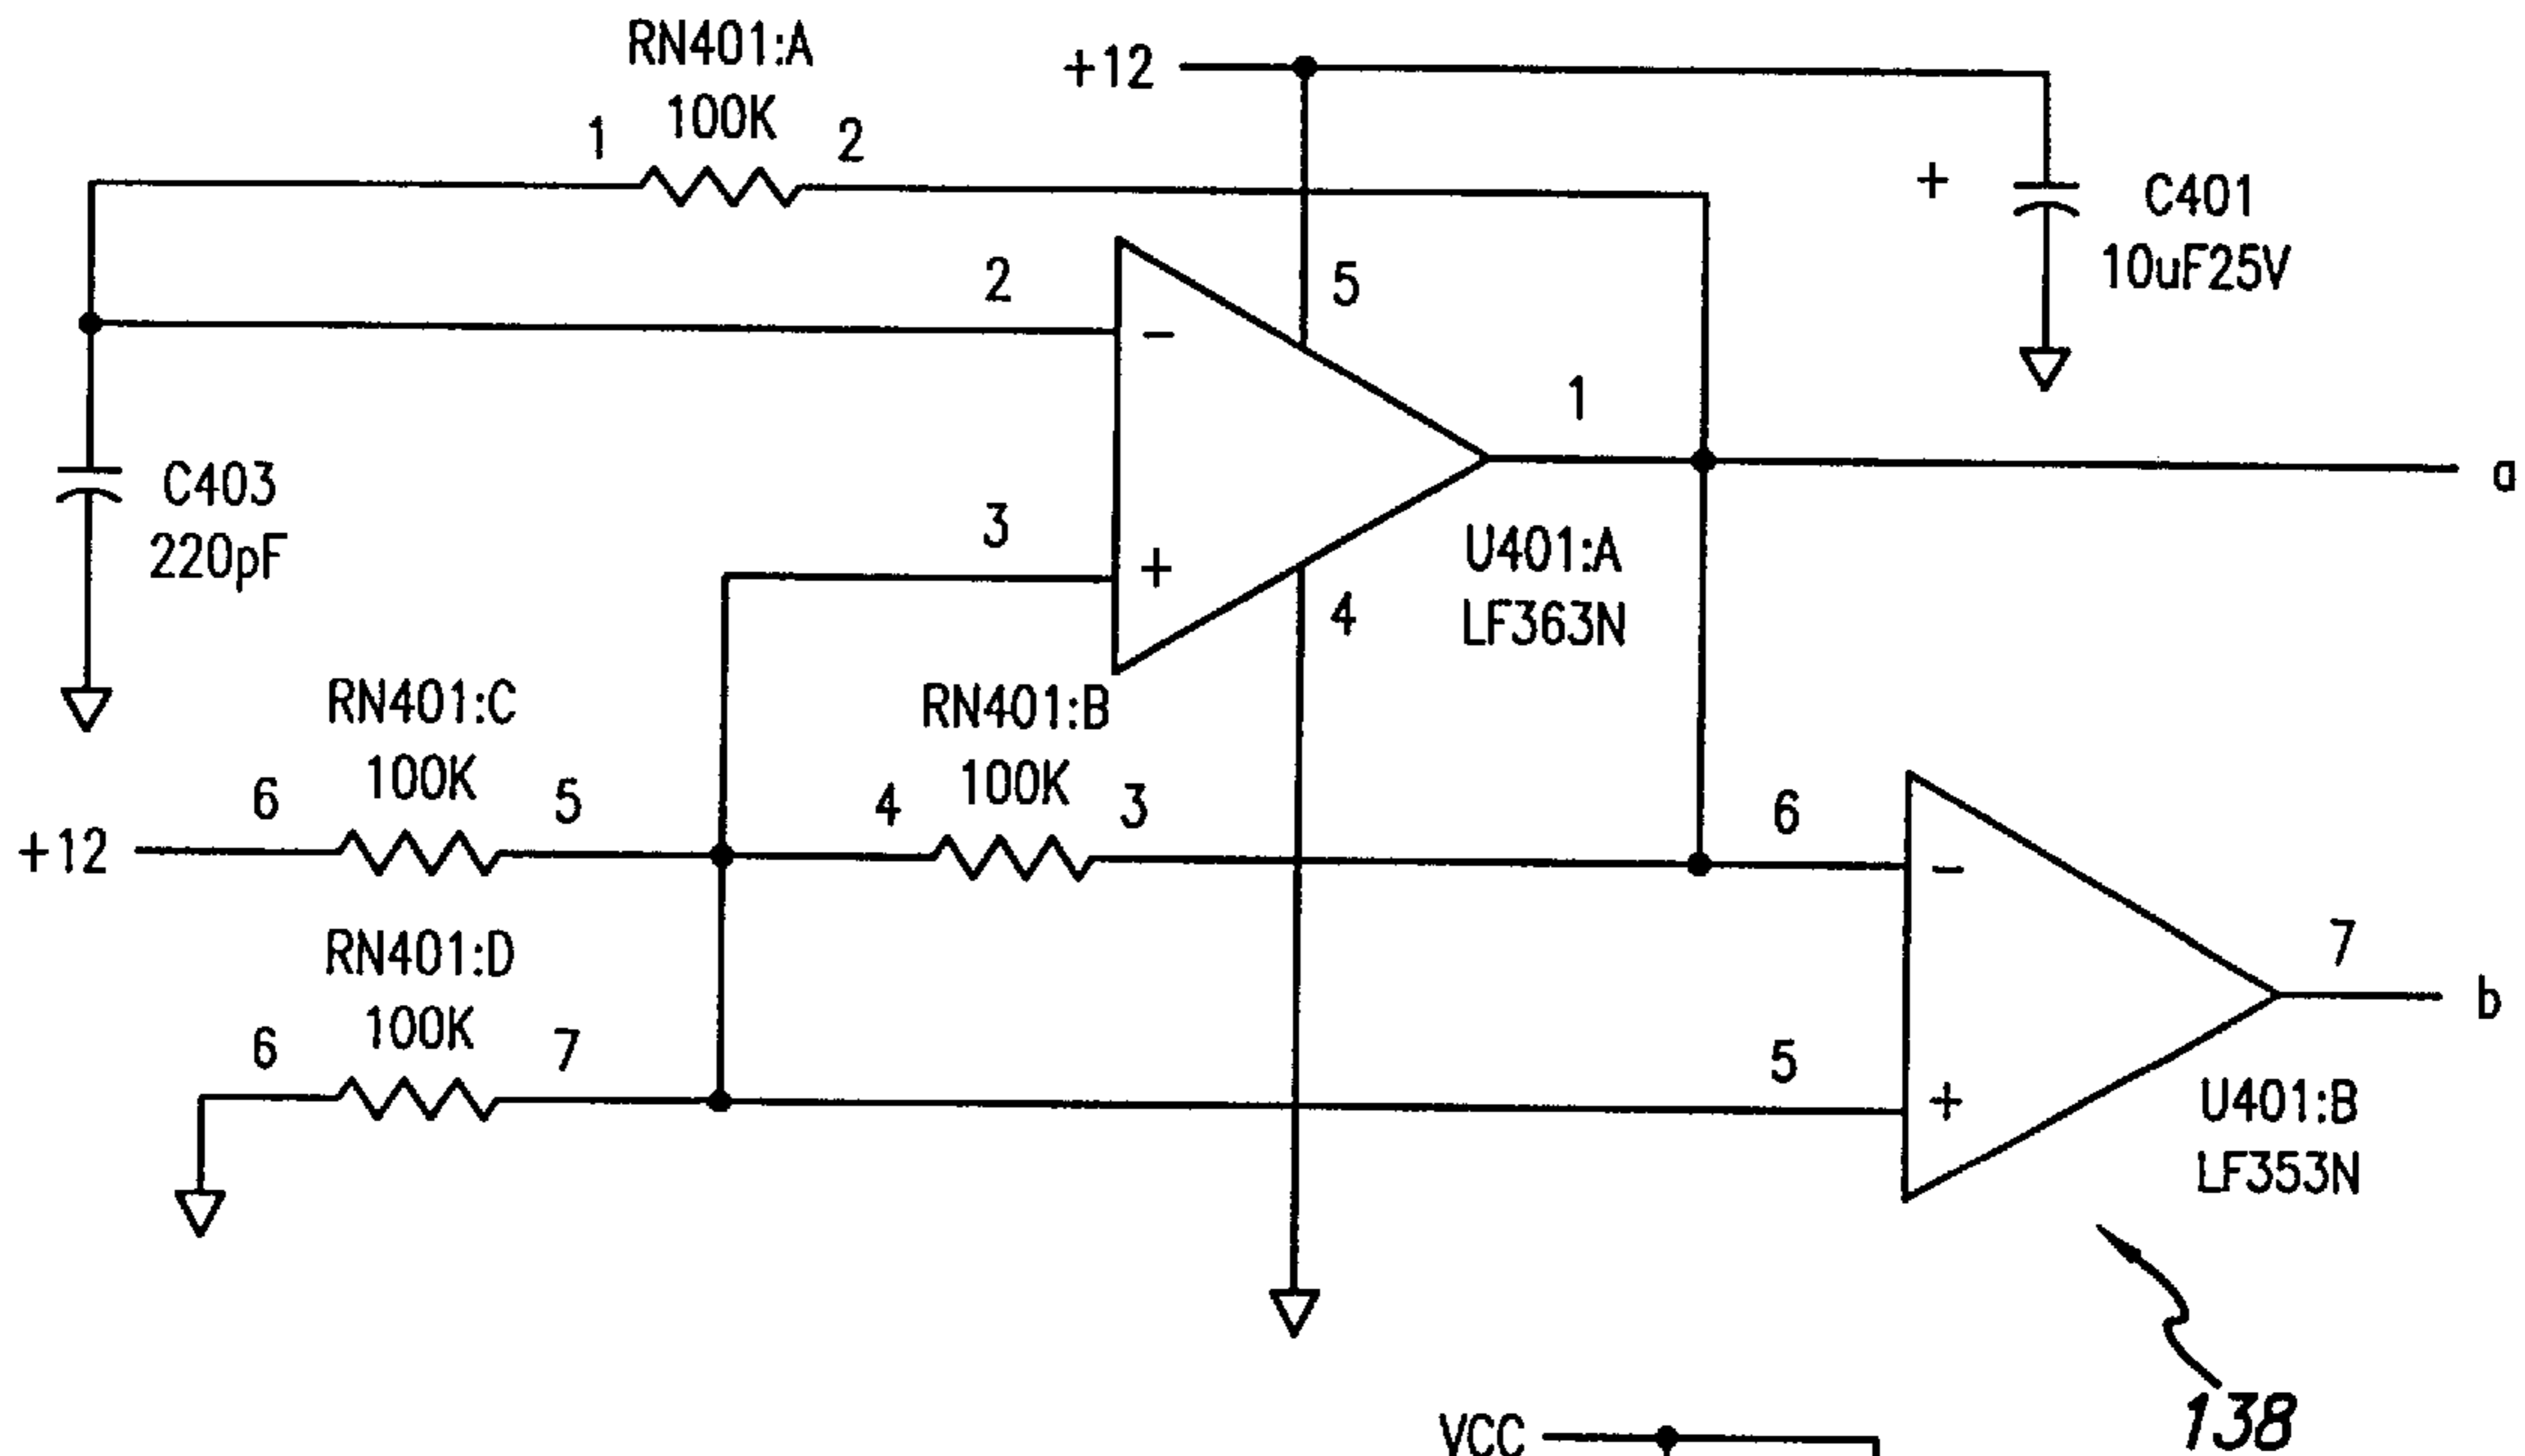 RN401:A
100K
1
2
+12
+
C401
10uF25V
2
5
-
1
a
C403
220pF
3
+
4
U401:A
LF363N
RN401:C
100K
6
5
+12
RN401:B
100K
4
3
6
-
RN401:D
100K
6
7
5
+
7
b
U401:B
LF353N
138
VCC